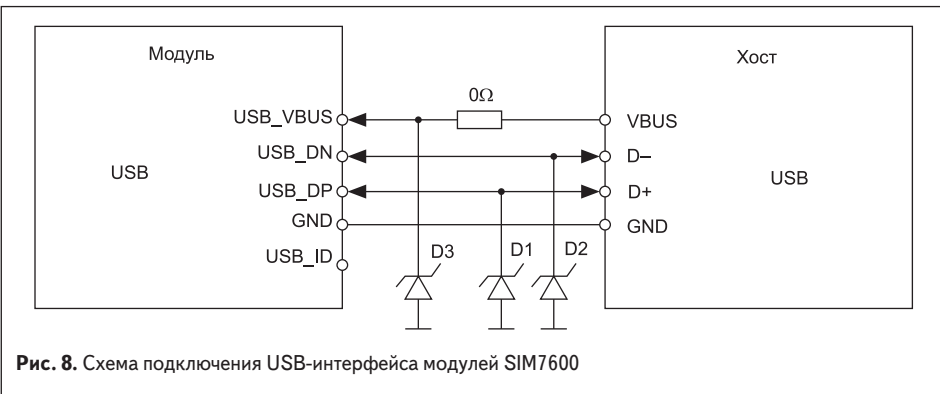 Модуль
Хост
0Ω
USB_VBUS
VBUS
USB_DN
D–
USB
USB
USB_DP
D+
GND
GND
USB_ID
D3
D1
D2
Рис. 8. Схема подключения USB-интерфейса модулей SIM7600